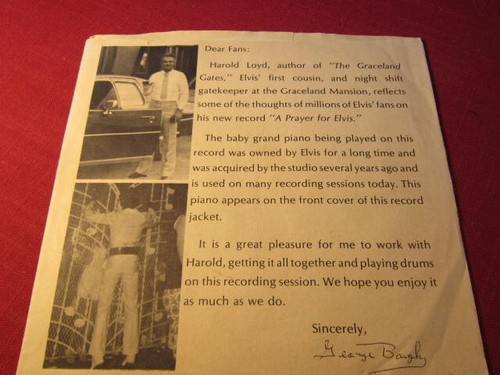 Dear Fans:
Harold Loyd, author of "The Graceland
Gates," Elvis' first cousin, and night shift
gatekeeper at the Graceland Mansion, reflects
some of the thoughts of millions of Elvis' fans on
his new record "A Prayer for Elvis."
The baby grand piano being played on this
record was owned by Elvis for a long time and
was acquired by the studio several years ago and
is used on many recording sessions today. This
piano appears on the front cover of this record
jacket.
It is a great pleasure for me to work with
Harold, getting it all together and playing drums
on this recording session. We hope you enjoy it
as much as we do.
Sincerely,
George